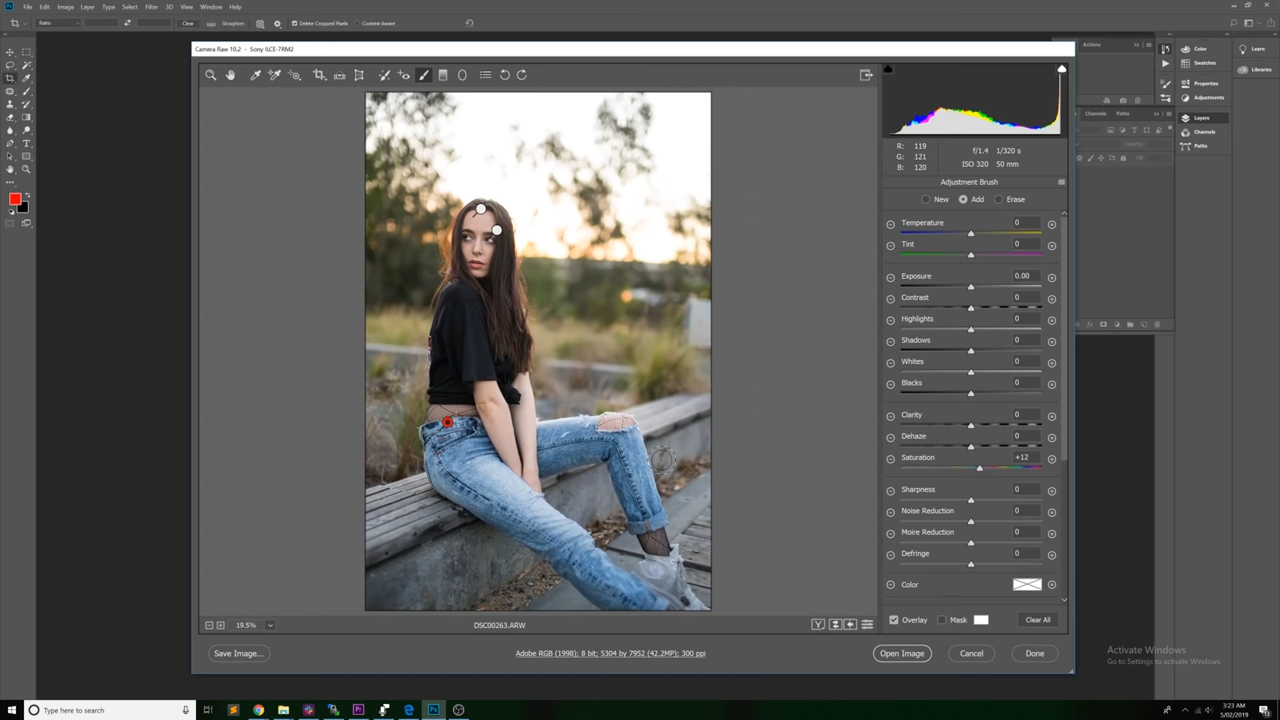 File Edit Image Layer Type Select Filter 3D View Window Help
Ratio Clear Straighten Delete Cropped Pixels Content-Aware
Camera Raw 10.2 - Sony ILCE-7RM2
Actions
Color
Swatches
Properties
Adjustments
Channels Paths
Layers
Channels
Paths
Learn
Libraries
R: 119
G: 121
B: 120
f/1.4 1/320 s
ISO 320 50 mm
Adjustment Brush
New Add Erase
Temperature 0
Tint 0
Exposure 0.00
Contrast 0
Highlights 0
Shadows 0
Whites 0
Blacks 0
Clarity 0
Dehaze 0
Saturation +12
Sharpness 0
Noise Reduction 0
Moire Reduction 0
Defringe 0
Color
Overlay Mask Clear All
19.5% DSC00263.ARW Y
Save Image... Adobe RGB (1998); 8 bit; 5304 by 7952 (42.2MP); 300 ppi Open Image Cancel Done
Activate Windows
Go to Settings to activate Windows.
Type here to search
3:23 AM
5/02/2019